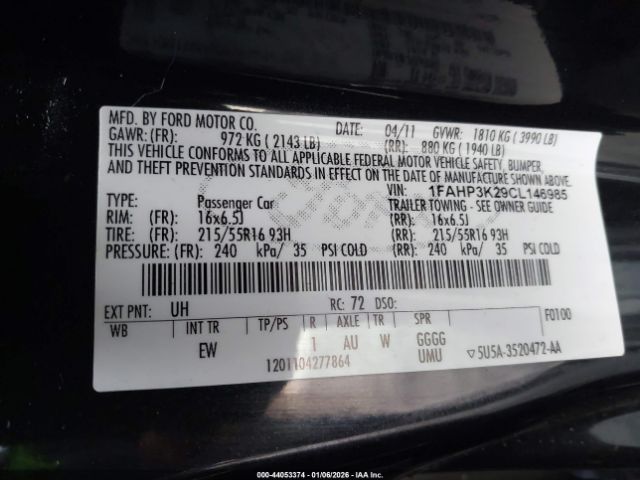 MFD. BY FORD MOTOR CO. DATE: 04/11 GVWR: 1810 KG ( 3990 LB)
GAWR: (FR): 972 KG ( 2143 LB) (RR): 880 KG ( 1940 LB)
THIS VEHICLE CONFORMS TO ALL APPLICABLE FEDERAL MOTOR VEHICLE SAFETY, BUMPER,
AND THEFT PREVENTION STANDARDS IN EFFECT ON THE DATE OF MANUFACTURE SHOWN ABOVE.
VIN: 1FAHP3K29CL146985
TYPE: Passenger Car TRAILER TOWING - SEE OWNER GUIDE
RIM: (FR): 16x6.5J (RR): 16x6.5J
TIRE: (FR): 215/55R16 93H (RR): 215/55R16 93H
PRESSURE: (FR): 240 kPa/ 35 PSI COLD (RR): 240 kPa/ 35 PSI COLD
EXT PNT: UH RC: 72 DSO: F0100
WB INT TR TP/PS R AXLE TR SPR
EW 1 AU W GGGG
1201104277864 UMU ▽5U5A-3520472-AA
000-44053374 | 01/06/2026 - IAA Inc.